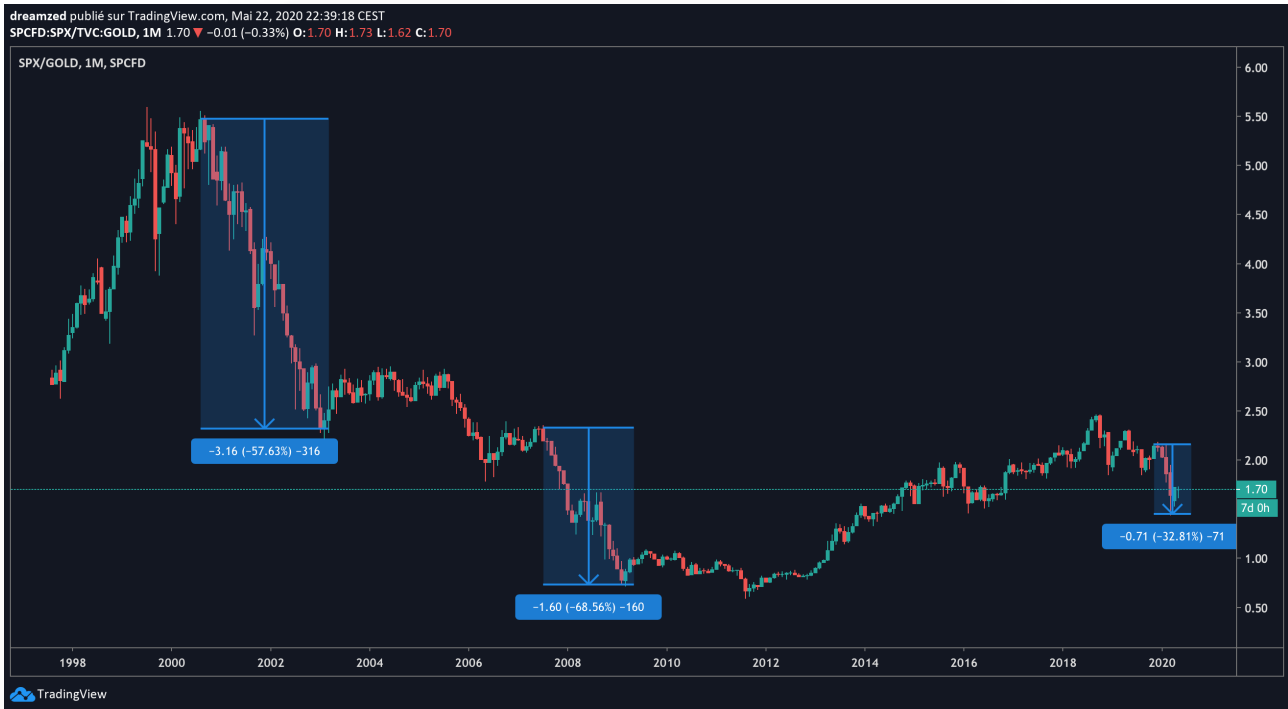 dreamzed publié sur TradingView.com, Mai 22, 2020 22:39:18 CEST
SPCFD:SPX/TVC:GOLD, 1M 1.70 ▼ −0.01 (−0.33%) O:1.70 H:1.73 L:1.62 C:1.70
SPX/GOLD, 1M, SPCFD
6.00
5.50
5.00
4.50
4.00
3.50
3.00
2.50
2.00
1.70
7d 0h
1.00
0.50
−3.16 (−57.63%) −316
−1.60 (−68.56%) −160
−0.71 (−32.81%) −71
1998 2000 2002 2004 2006 2008 2010 2012 2014 2016 2018 2020
TradingView